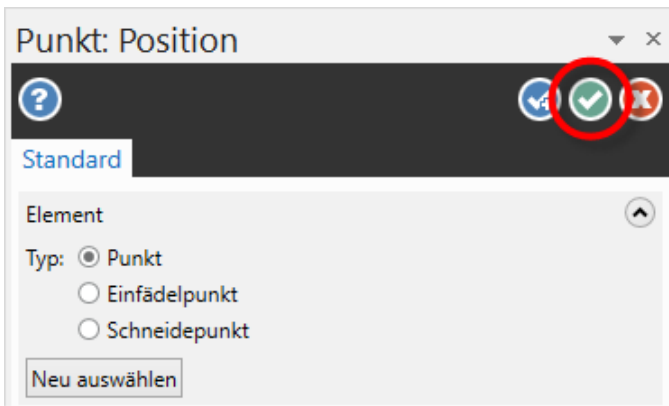 Punkt: Position
?
Standard
Element
Typ: Punkt
Einfädelpunkt
Schneidepunkt
Neu auswählen